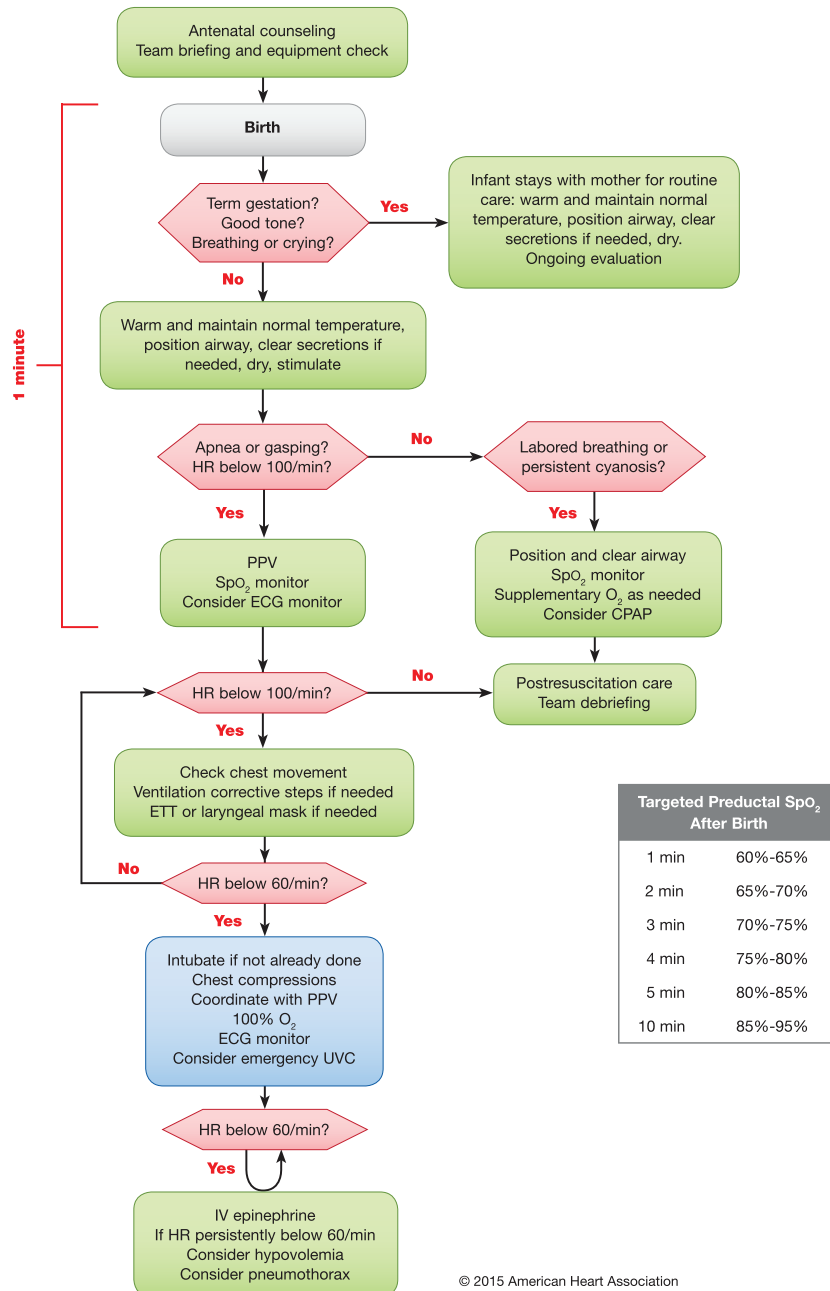 Antenatal counseling
Team briefing and equipment check
Birth
Term gestation?
Good tone?
Breathing or crying?
Yes
Infant stays with mother for routine
care: warm and maintain normal
temperature, position airway, clear
secretions if needed, dry.
Ongoing evaluation
No
1 minute
Warm and maintain normal temperature,
position airway, clear secretions if
needed, dry, stimulate
Apnea or gasping?
HR below 100/min?
No
Labored breathing or
persistent cyanosis?
Yes
Yes
PPV
SpO₂ monitor
Consider ECG monitor
Position and clear airway
SpO₂ monitor
Supplementary O₂ as needed
Consider CPAP
HR below 100/min?
No
Postresuscitation care
Team debriefing
Yes
Check chest movement
Ventilation corrective steps if needed
ETT or laryngeal mask if needed
No
HR below 60/min?
Yes
Intubate if not already done
Chest compressions
Coordinate with PPV
100% O₂
ECG monitor
Consider emergency UVC
HR below 60/min?
Yes
IV epinephrine
If HR persistently below 60/min
Consider hypovolemia
Consider pneumothorax
Targeted Preductal SpO₂
After Birth
1 min 60%-65%
2 min 65%-70%
3 min 70%-75%
4 min 75%-80%
5 min 80%-85%
10 min 85%-95%
© 2015 American Heart Association